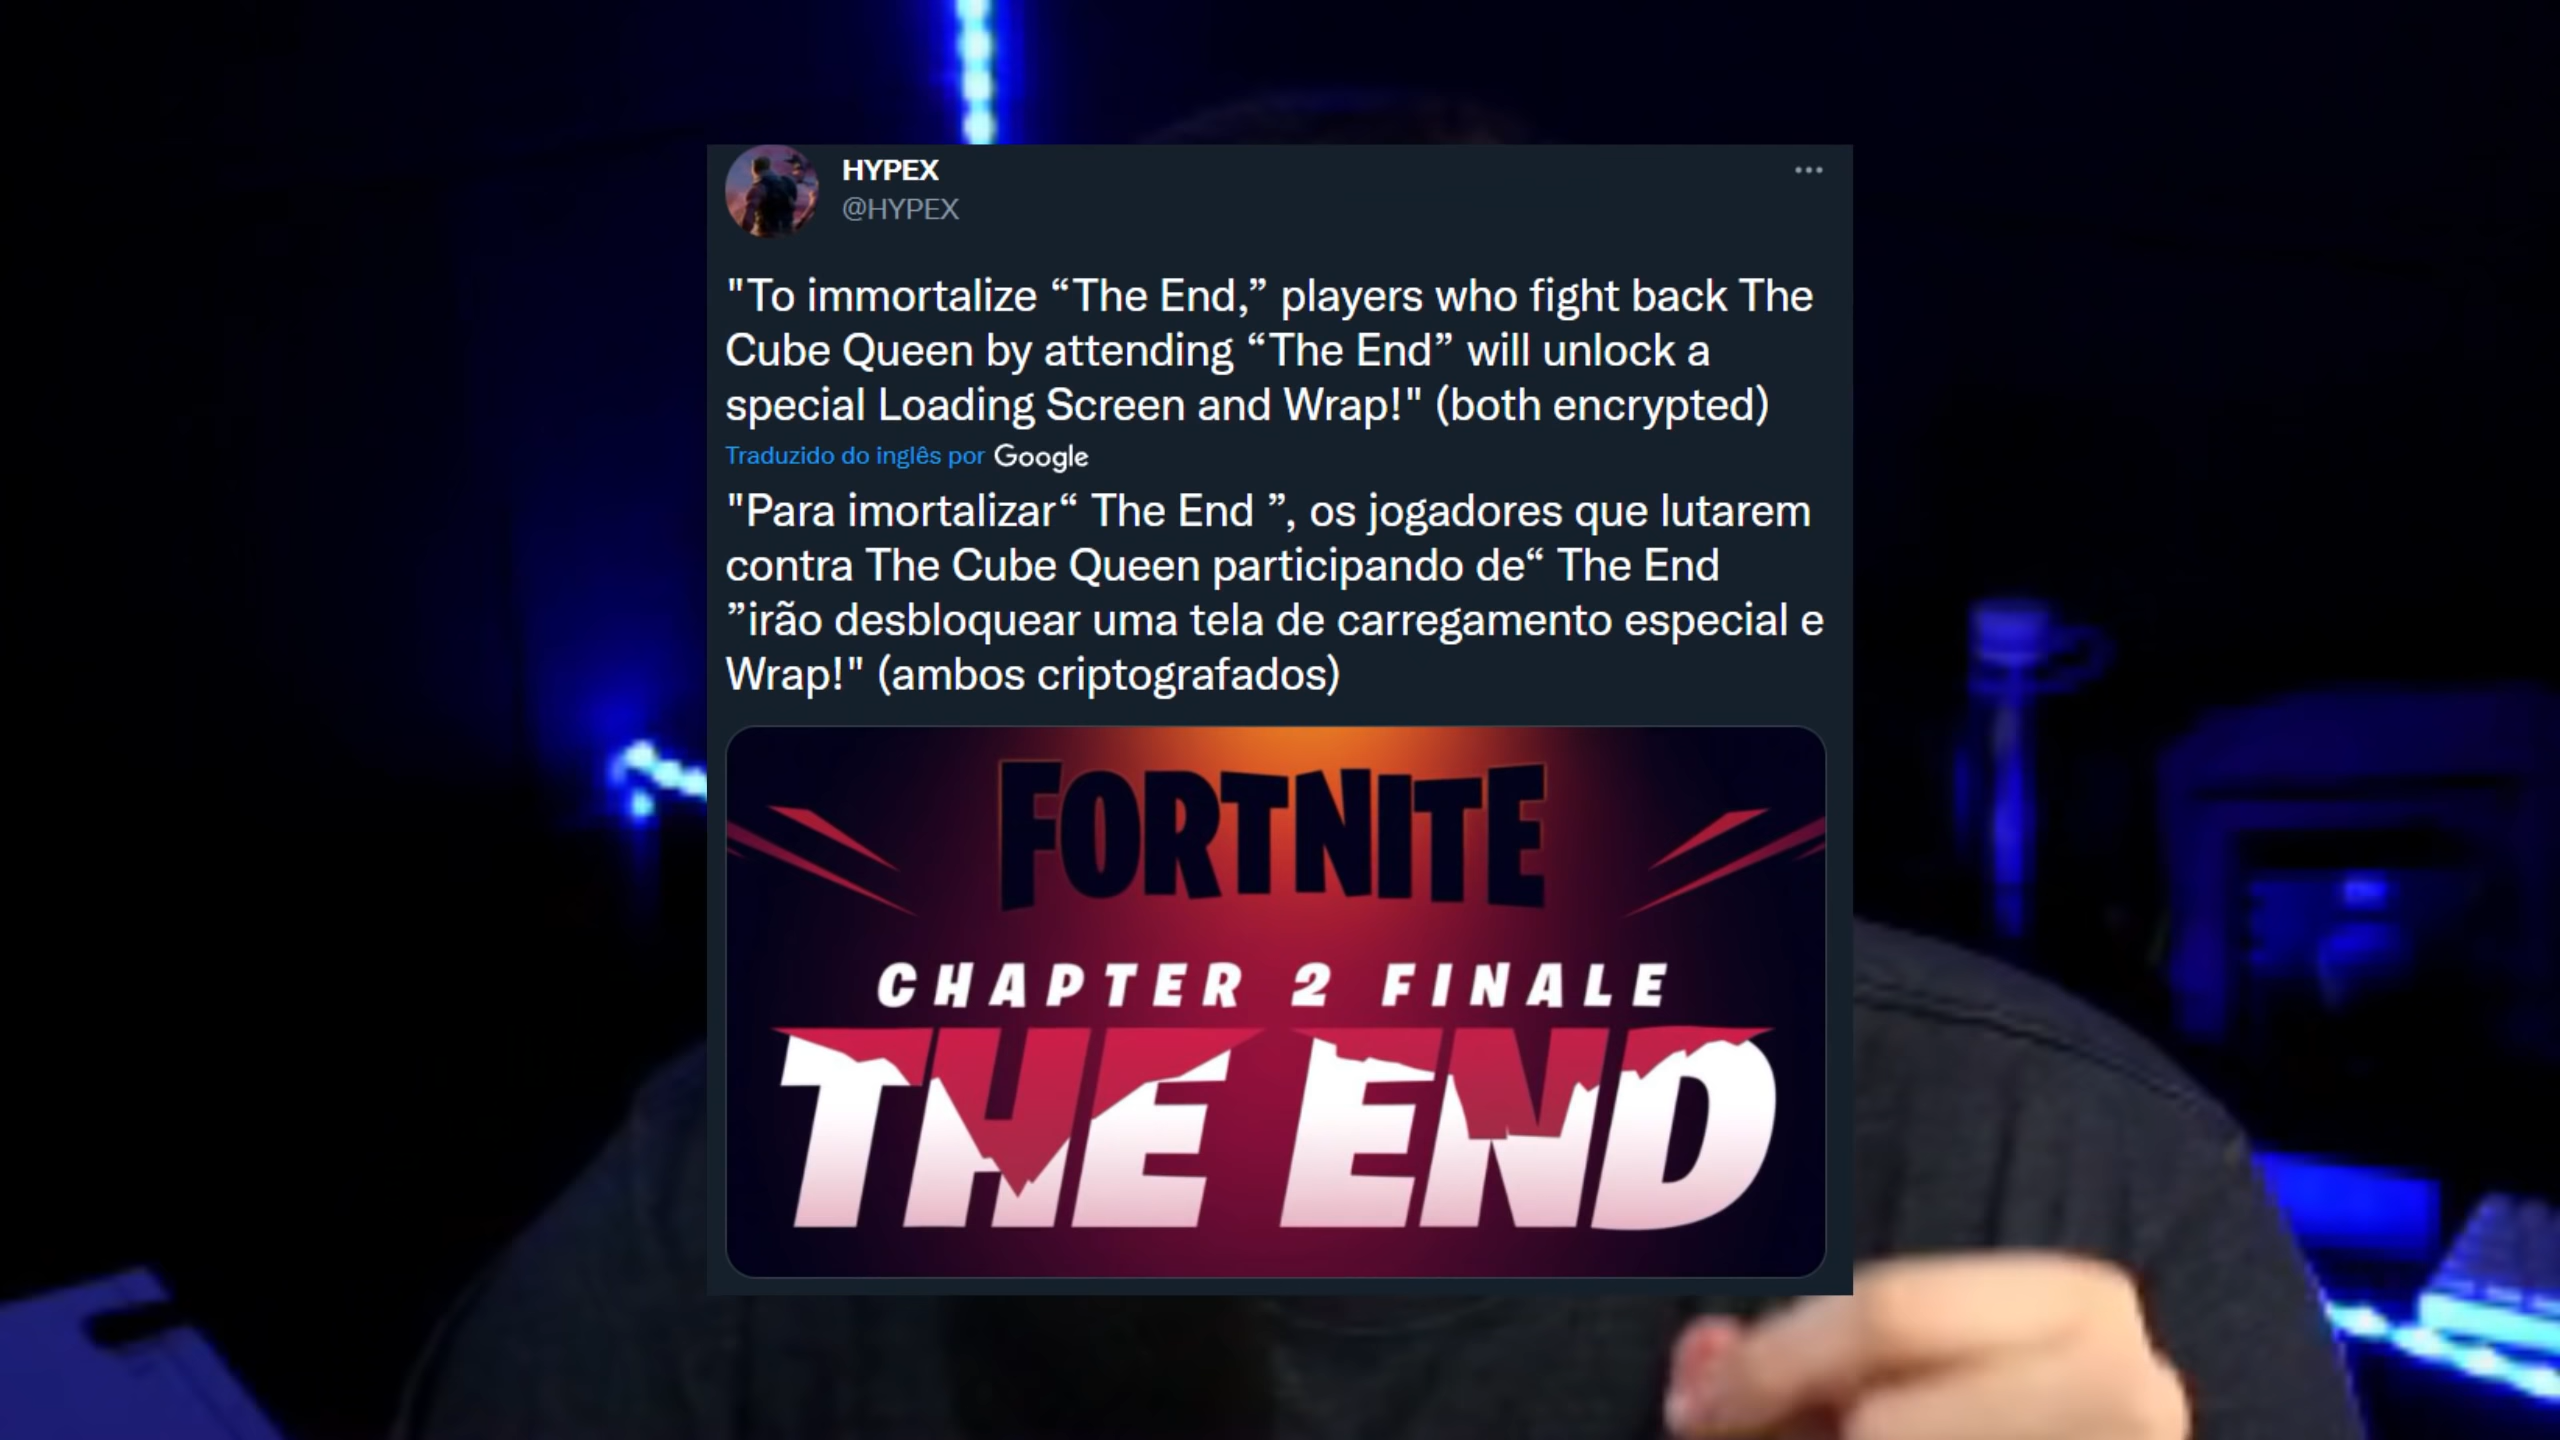 HYPEX
@HYPEX
"To immortalize “The End,” players who fight back The
Cube Queen by attending “The End” will unlock a
special Loading Screen and Wrap!" (both encrypted)
Traduzido do inglês por Google
"Para imortalizar“ The End ”, os jogadores que lutarem
contra The Cube Queen participando de“ The End
”irão desbloquear uma tela de carregamento especial e
Wrap!" (ambos criptografados)
FORTNITE
CHAPTER 2 FINALE
THE END